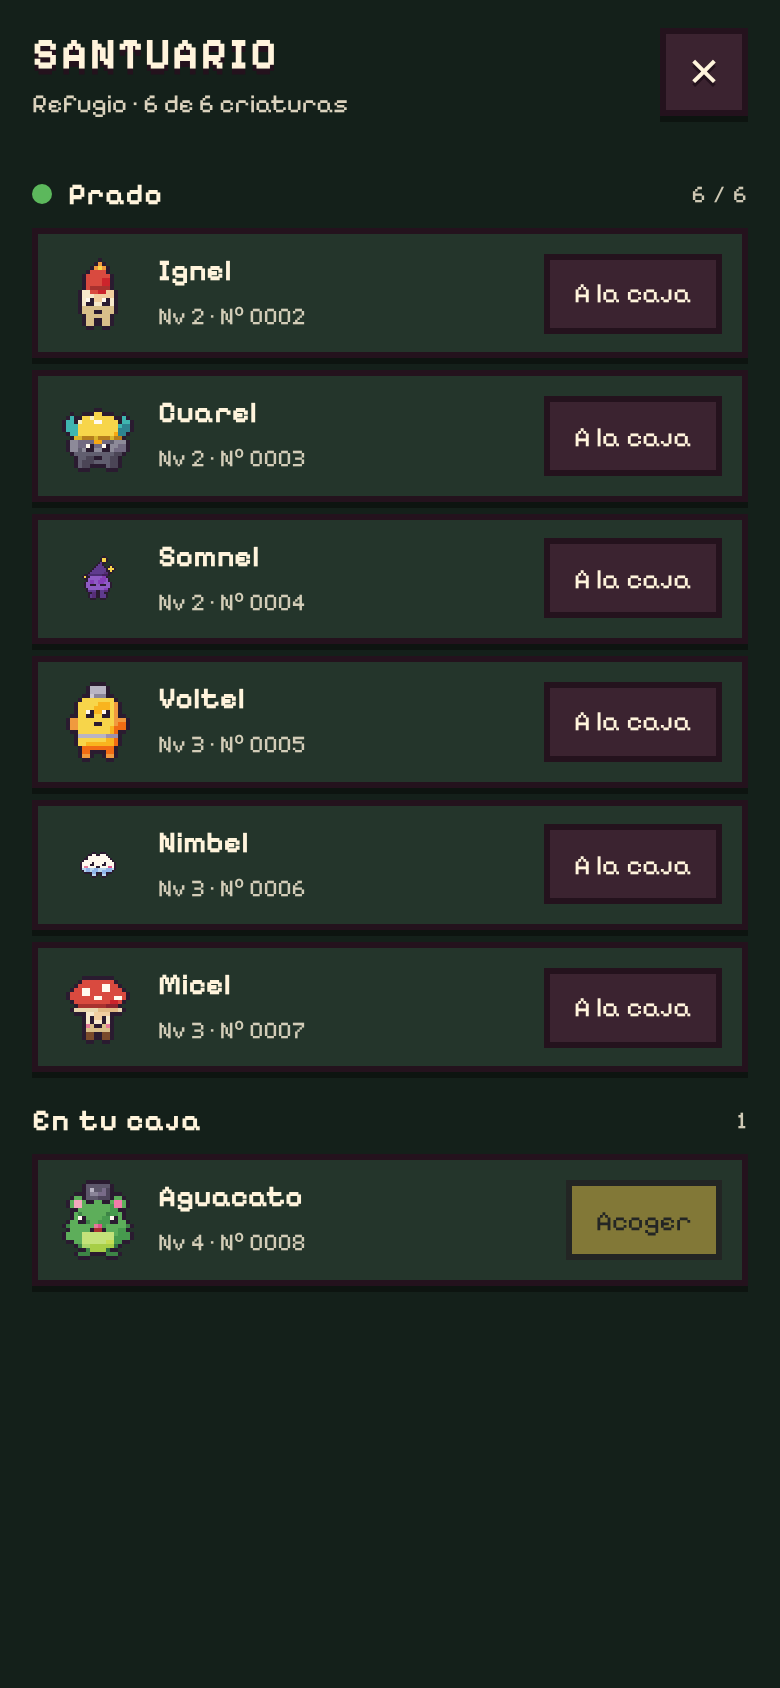 SANTUARIO
Refugio · 6 de 6 criaturas
×
Prado
6 / 6
Ignel
Nv 2 · Nº 0002
A la caja
Cuarel
Nv 2 · Nº 0003
A la caja
Somnel
Nv 2 · Nº 0004
A la caja
Voltel
Nv 3 · Nº 0005
A la caja
Nimbel
Nv 3 · Nº 0006
A la caja
Micel
Nv 3 · Nº 0007
A la caja
En tu caja
1
Aguacato
Nv 4 · Nº 0008
Acoger